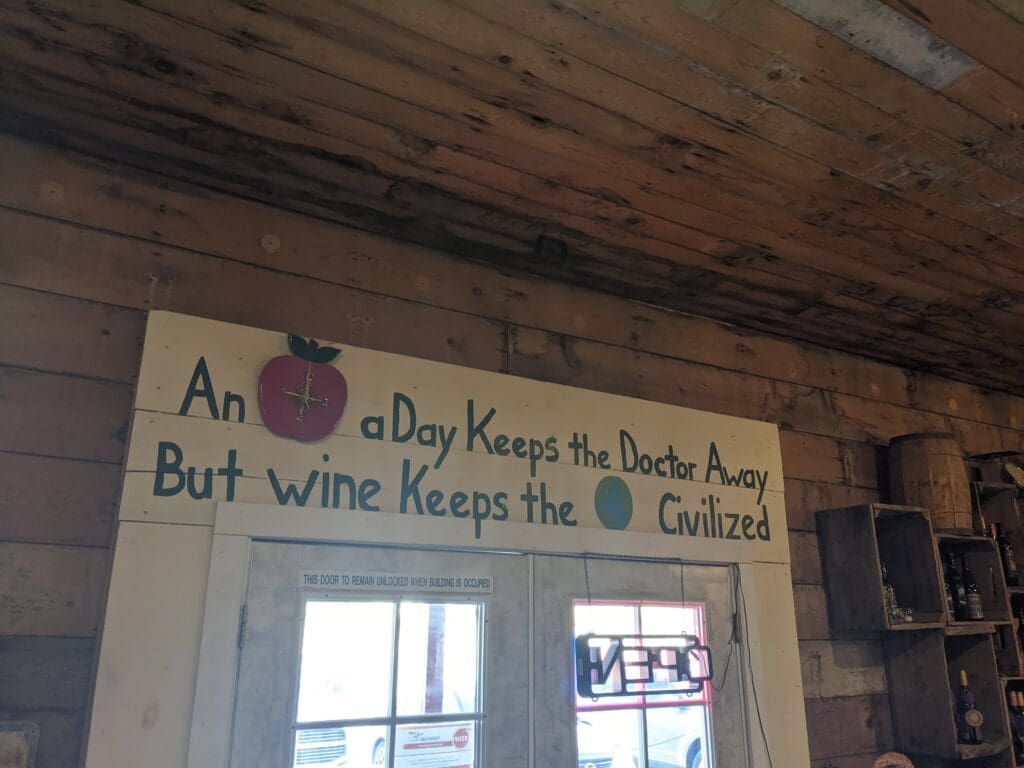 An a Day Keeps the Doctor Away
But wine Keeps the Civilized
THIS DOOR TO REMAIN UNLOCKED WHEN BUILDING IS OCCUPIED
OPEN